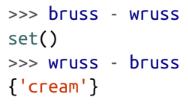 >>> bruss - wruss
set()
>>> wruss - bruss
{'cream'}